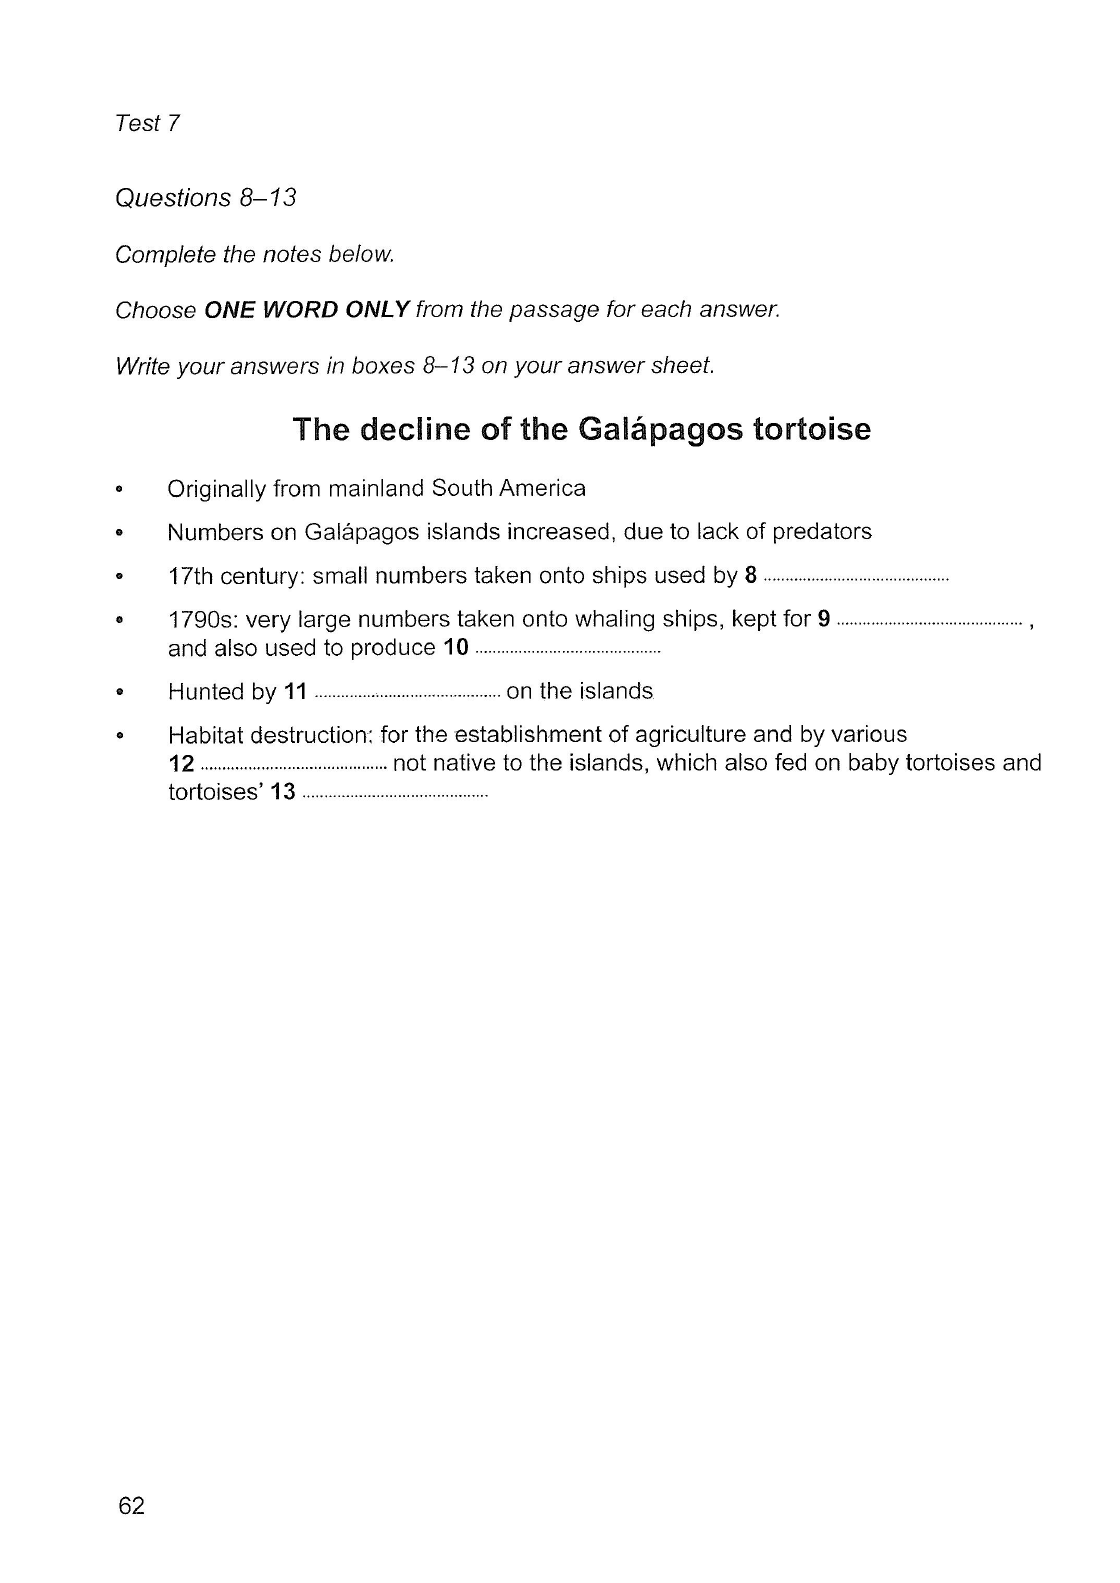 Test 7
Questions 8–13
Complete the notes below.
Choose ONE WORD ONLY from the passage for each answer.
Write your answers in boxes 8–13 on your answer sheet.
The decline of the Galápagos tortoise
• Originally from mainland South America
• Numbers on Galápagos islands increased, due to lack of predators
• 17th century: small numbers taken onto ships used by 8 ...........................................
• 1790s: very large numbers taken onto whaling ships, kept for 9 ........................................... ,
and also used to produce 10 ...........................................
• Hunted by 11 ........................................... on the islands
• Habitat destruction: for the establishment of agriculture and by various
12 ........................................... not native to the islands, which also fed on baby tortoises and
tortoises' 13 ...........................................
62